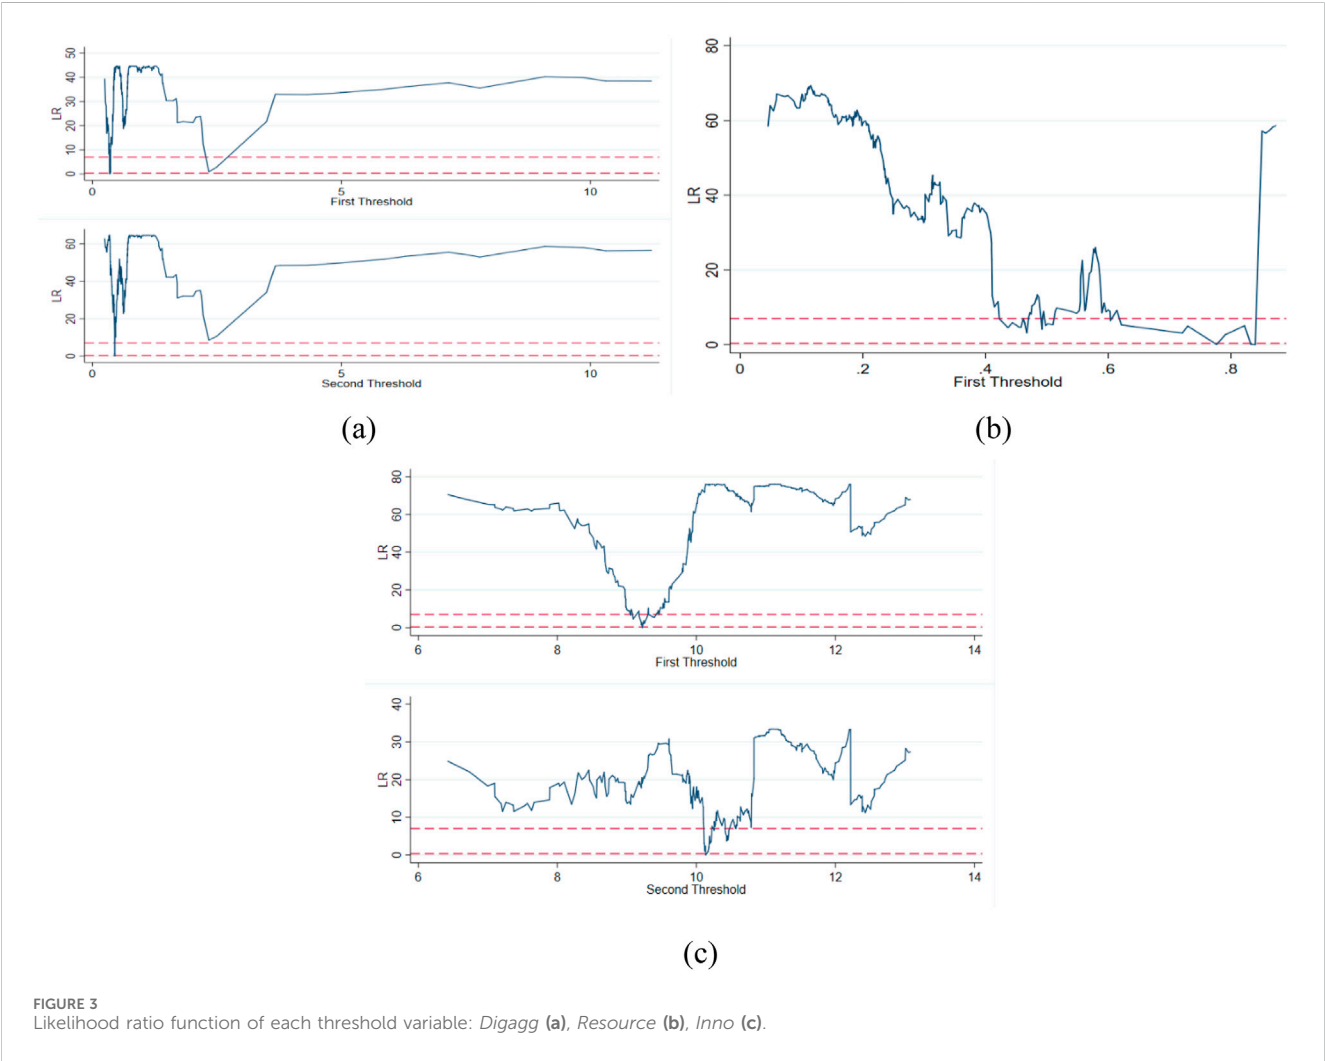 50
40
30
20
10
0
LR
0 5 10
First Threshold
60
40
20
0
LR
0 5 10
Second Threshold
(a)
80
60
40
20
0
LR
0 .2 .4 .6 .8
First Threshold
(b)
80
60
40
20
0
LR
6 8 10 12 14
First Threshold
40
30
20
10
0
LR
6 8 10 12 14
Second Threshold
(c)
FIGURE 3
Likelihood ratio function of each threshold variable: Digagg (a), Resource (b), Inno (c).